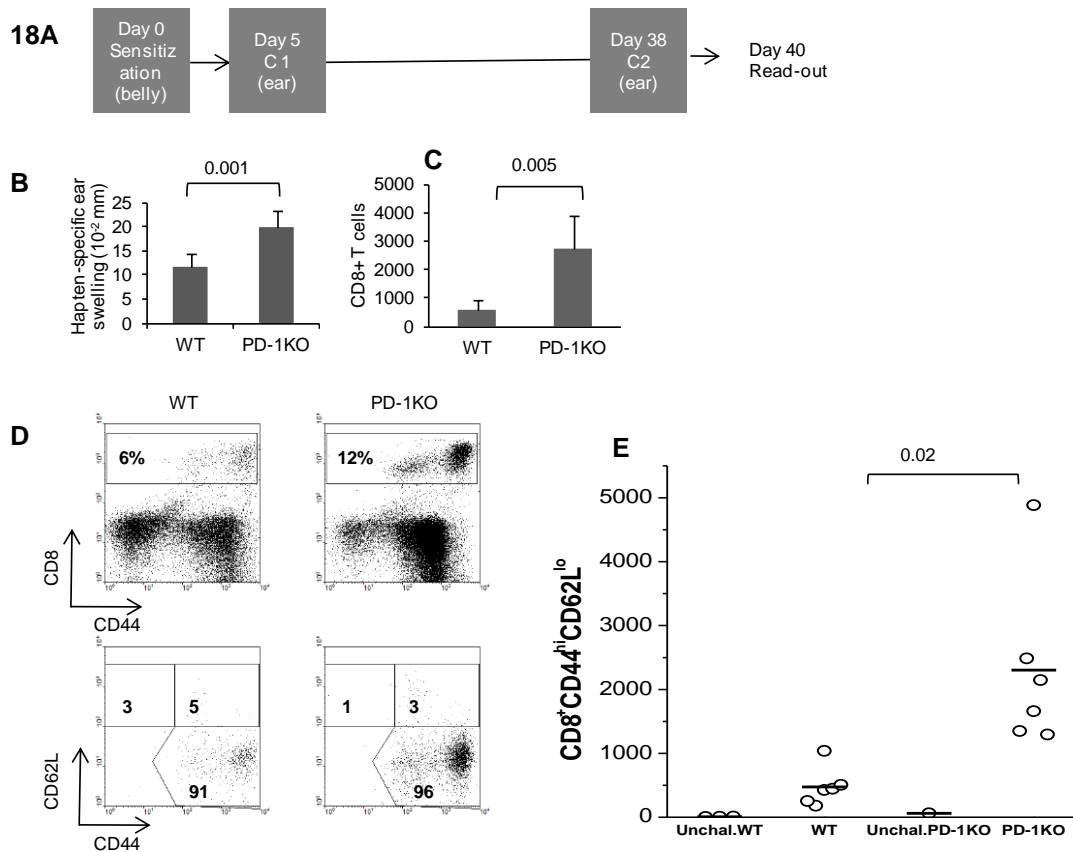 18A
Day 0
Sensitiz
ation
(belly)
Day 5
C 1
(ear)
Day 38
C2
(ear)
Day 40
Read-out
B
0.001
Hapten-specific ear
swelling (10⁻² mm)
25
20
15
10
5
0
WT
PD-1KO
C
0.005
CD8+ T cells
5000
4000
3000
2000
1000
0
WT
PD-1KO
D
WT
PD-1KO
6%
12%
CD8
CD44
3
5
91
1
3
96
CD62L
CD44
E
0.02
CD8⁺CD44ʰⁱCD62Lˡᵒ
5000
4000
3000
2000
1000
0
Unchal.WT
WT
Unchal.PD-1KO
PD-1KO